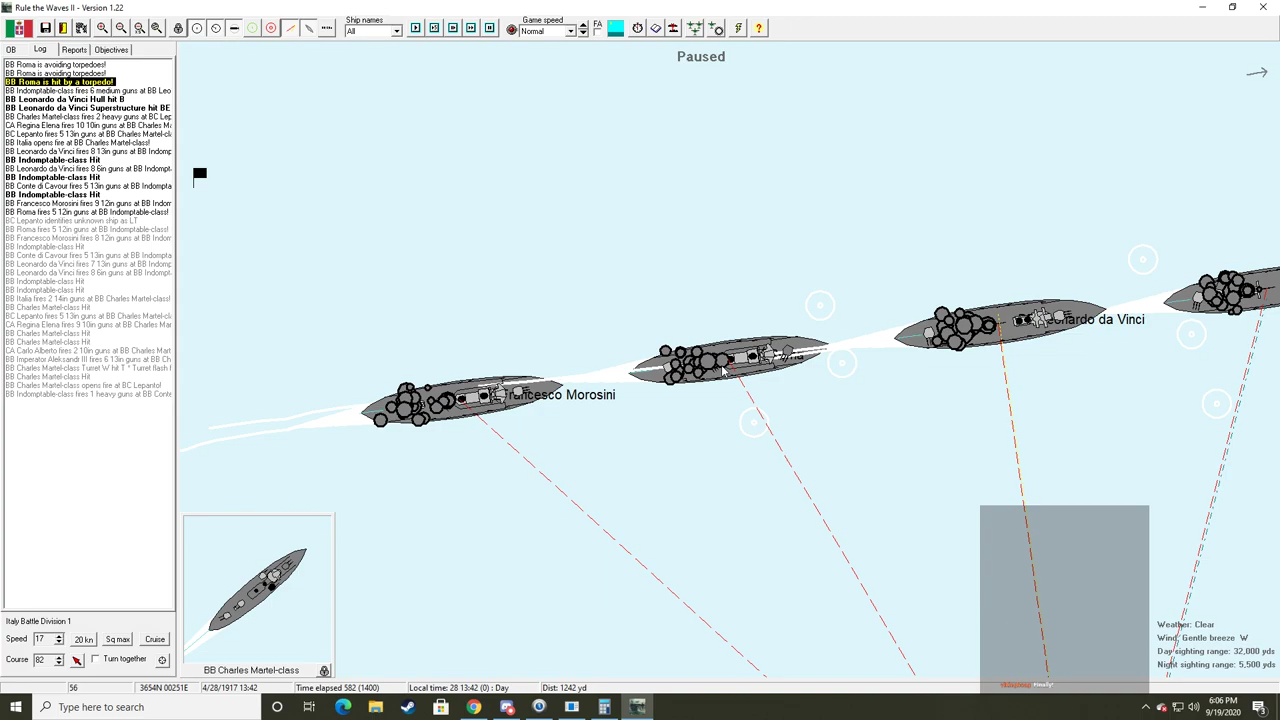 Rule the Waves II - Version 1.22
Ship names
All
Game speed
Normal
FA
OB
Log
Reports
Objectives
Paused
BB Roma is avoiding torpedoes!
BB Roma is avoiding torpedoes!
BB Roma is hit by a torpedo!
BB Indomptable-class fires 6 medium guns at BB Leo
BB Leonardo da Vinci Hull hit B
BB Leonardo da Vinci Superstructure hit BE
BB Charles Martel-class fires 2 heavy guns at BC Lep
CA Regina Elena fires 10 10in guns at BB Charles Ma
BC Lepanto fires 5 13in guns at BB Charles Martel-cl
BB Italia opens fire at BB Charles Martel-class!
BB Leonardo da Vinci fires 8 13in guns at BB Indomp
BB Indomptable-class Hit
BB Leonardo da Vinci fires 8 6in guns at BB Indompt
BB Indomptable-class Hit
BB Conte di Cavour fires 5 13in guns at BB Indompta
BB Indomptable-class Hit
BB Francesco Morosini fires 9 12in guns at BB Indom
BB Roma fires 5 12in guns at BB Indomptable-class!
BC Lepanto identifies unknown ship as LT
BB Roma fires 5 12in guns at BB Indomptable-class!
BB Francesco Morosini fires 8 12in guns at BB Indom
BB Indomptable-class Hit
BB Conte di Cavour fires 5 13in guns at BB Indompta
BB Leonardo da Vinci fires 7 13in guns at BB Indomp
BB Leonardo da Vinci fires 8 6in guns at BB Indompt
BB Indomptable-class Hit
BB Indomptable-class Hit
BB Italia fires 2 14in guns at BB Charles Martel-class!
BB Charles Martel-class Hit
BC Lepanto fires 5 13in guns at BB Charles Martel-cl
CA Regina Elena fires 9 10in guns at BB Charles Mar
BB Charles Martel-class Hit
BB Charles Martel-class Hit
CA Carlo Alberto fires 2 10in guns at BB Charles Mar
BB Imperator Aleksandr III fires 6 13in guns at BB Ch
BB Charles Martel-class Turret W hit T * Turret flash f
BB Charles Martel-class Hit
BB Charles Martel-class opens fire at BC Lepanto!
BB Indomptable-class fires 1 heavy guns at BB Conte
Leonardo da Vinci
Francesco Morosini
BB Charles Martel-class
Weather: Clear
Wind: Gentle breeze W
Day sighting range: 32,000 yds
Night sighting range: 5,500 yds
Italy Battle Division 1
Speed 17 20 kn Sq max Cruise
Course 82 Turn together
56 3654N 00251E 4/28/1917 13:42 Time elapsed 582 (1400) Local time: 28 13:42 (0) : Day Dist: 1242 yd
Type here to search
6:06 PM
9/19/2020